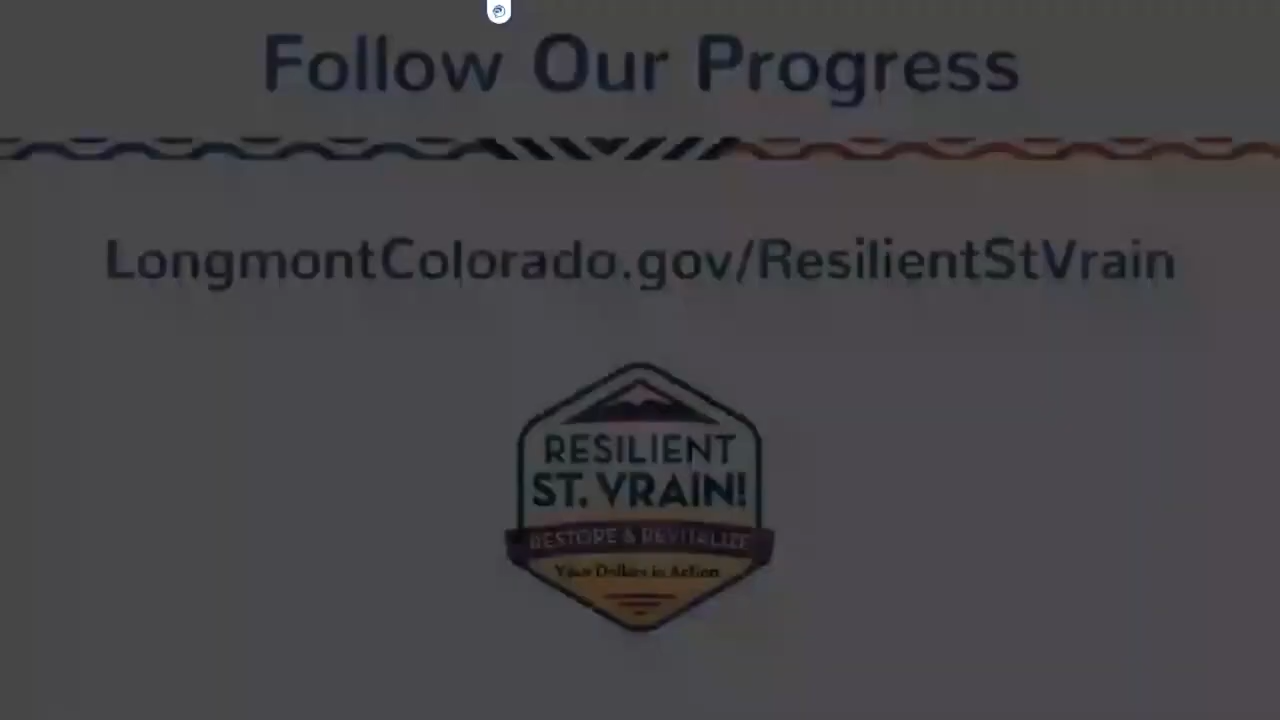 Follow Our Progress
LongmontColorado.gov/ResilientStVrain
RESILIENT
ST. VRAIN!
RESTORE & REVITALIZE
Your Dollars in Action